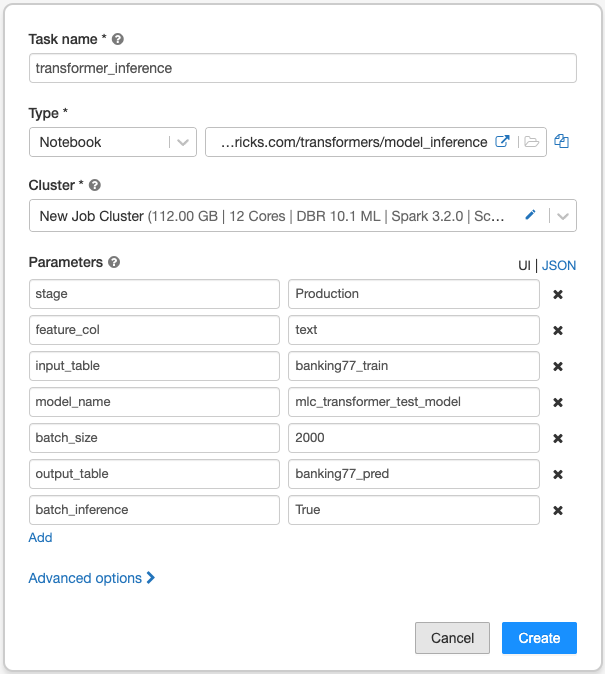 Task name *
transformer_inference
Type *
Notebook …ricks.com/transformers/model_inference
Cluster *
New Job Cluster (112.00 GB | 12 Cores | DBR 10.1 ML | Spark 3.2.0 | Sc…
Parameters UI | JSON
stage Production
feature_col text
input_table banking77_train
model_name mlc_transformer_test_model
batch_size 2000
output_table banking77_pred
batch_inference True
Add
Advanced options
Cancel Create